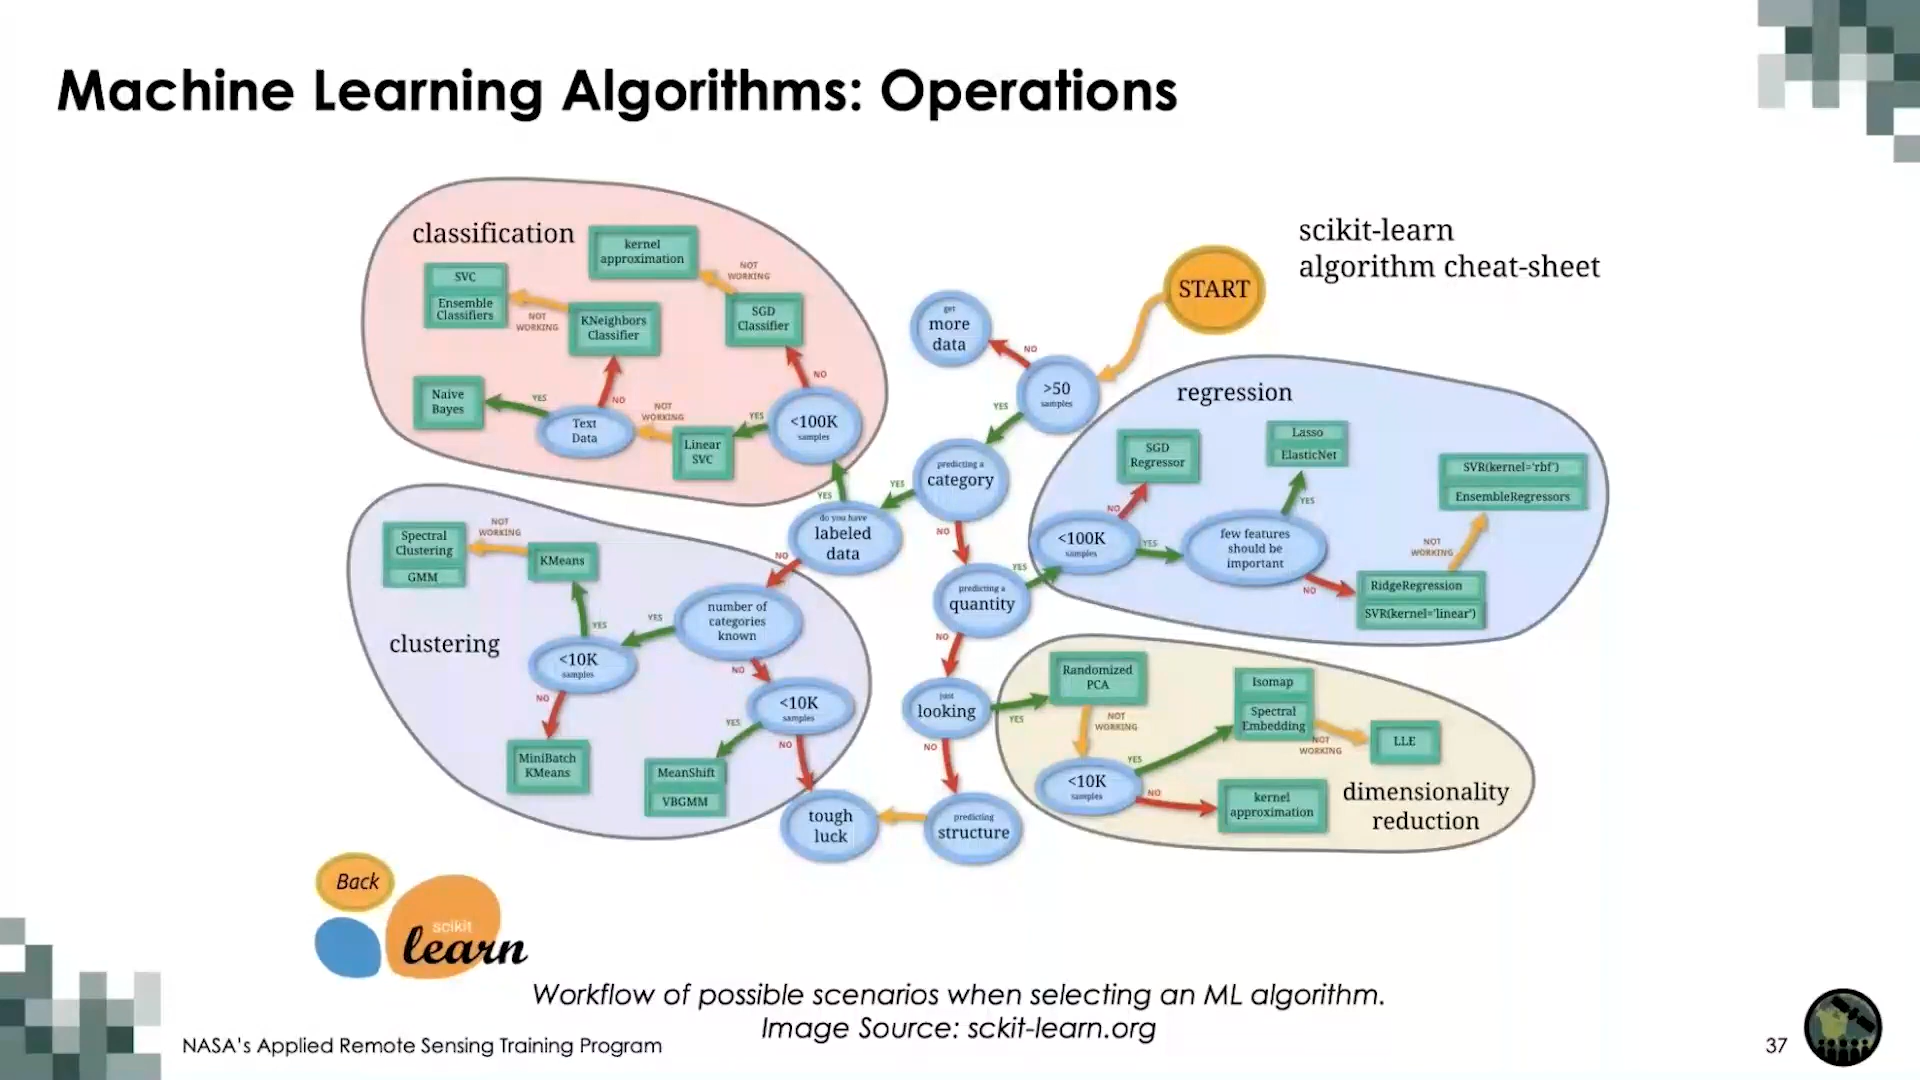 Machine Learning Algorithms: Operations
classification
kernel
approximation
NOT
WORKING
SVC
Ensemble
Classifiers
NOT
WORKING
KNeighbors
Classifier
SGD
Classifier
NO
Naive
Bayes
YES
NO
Text
Data
NOT
WORKING
Linear
SVC
YES
<100K
samples
YES
scikit-learn
algorithm cheat-sheet
START
get
more
data
NO
>50
samples
YES
predicting a
category
YES
NO
do you have
labeled
data
NO
predicting a
quantity
YES
NO
just
looking
YES
NO
predicting
structure
tough
luck
regression
SGD
Regressor
NO
<100K
samples
YES
Lasso
ElasticNet
YES
few features
should be
important
NO
SVR(kernel='rbf')
EnsembleRegressors
NOT
WORKING
RidgeRegression
SVR(kernel='linear')
clustering
Spectral
Clustering
GMM
NOT
WORKING
KMeans
YES
number of
categories
known
YES
NO
<10K
samples
NO
MiniBatch
KMeans
<10K
samples
YES
NO
MeanShift
VBGMM
Randomized
PCA
NOT
WORKING
<10K
samples
YES
NO
Isomap
Spectral
Embedding
NOT
WORKING
LLE
kernel
approximation
dimensionality
reduction
Back
scikit
learn
Workflow of possible scenarios when selecting an ML algorithm.
Image Source: sckit-learn.org
NASA's Applied Remote Sensing Training Program
37